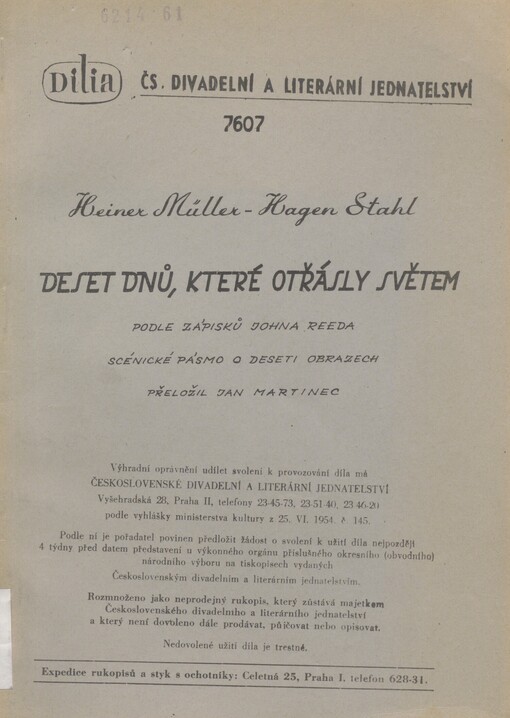 6214 61
Dilia ČS. DIVADELNÍ A LITERÁRNÍ JEDNATELSTVÍ
7607
Heiner Müller - Hagen Stahl
DESET DNŮ, KTERÉ OTŘÁSLY SVĚTEM
PODLE ZÁPISKŮ JOHNA REEDA
SCÉNICKÉ PÁSMO O DESETI OBRAZECH
PŘELOŽIL JAN MARTINEC
Výhradní oprávnění udílet svolení k provozování díla má
ČESKOSLOVENSKÉ DIVADELNÍ A LITERÁRNÍ JEDNATELSTVÍ
Vyšehradská 28, Praha II, telefony 23-45-73, 23-51-40, 23-46-20
podle vyhlášky ministerstva kultury z 25. VI. 1954. č. 145.
Podle ní je pořadatel povinen předložit žádost o svolení k užití díla nejpozději
4 týdny před datem představení u výkonného orgánu příslušného okresního (obvodního)
národního výboru na tiskopisech vydaných
Československým divadelním a literárním jednatelstvím.
Rozmnoženo jako neprodejný rukopis, který zůstává majetkem
Československého divadelního a literárního jednatelství
a který není dovoleno dále prodávat, půjčovat nebo opisovat.
Nedovolené užití díla je trestné.
Expedice rukopisů a styk s ochotníky: Celetná 25, Praha I. telefon 628-31.